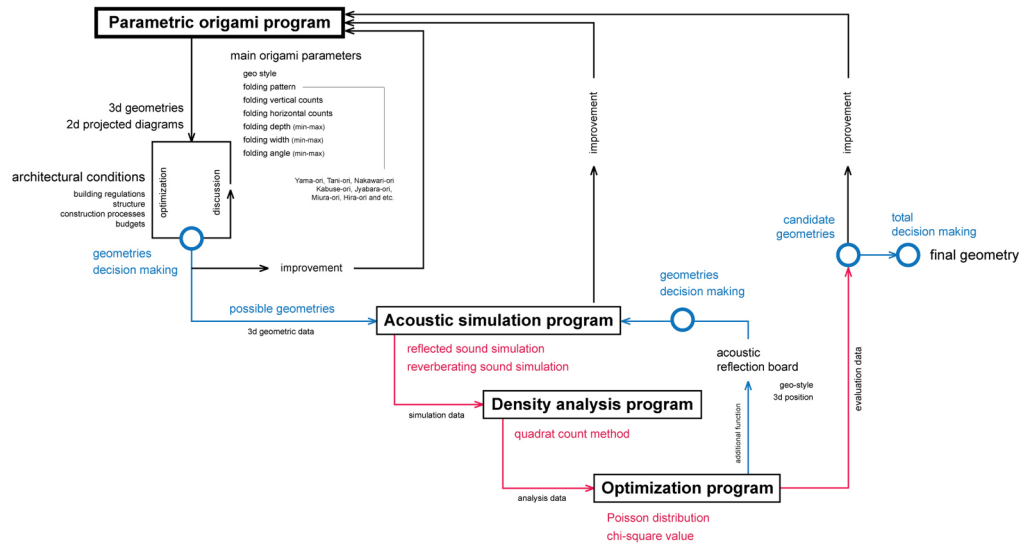 Parametric origami program
main origami parameters
geo style
folding pattern
folding vertical counts
folding horizontal counts
folding depth (min-max)
folding width (min-max)
folding angle (min-max)
Yama-ori, Tani-ori, Nakawari-ori
Kabuse-ori, Jyabara-ori,
Miura-ori, Hira-ori and etc.
3d geometries
2d projected diagrams
architectural conditions
building regulations
structure
construction processes
budgets
optimization
discussion
geometries
decision making
improvement
possible geometries
3d geometric data
Acoustic simulation program
improvement
reflected sound simulation
reverberating sound simulation
simulation data
Density analysis program
quadrat count method
analysis data
Optimization program
Poisson distribution
chi-square value
additional function
acoustic
reflection board
geo-style
3d position
geometries
decision making
evaluation data
candidate
geometries
improvement
total
decision making
final geometry